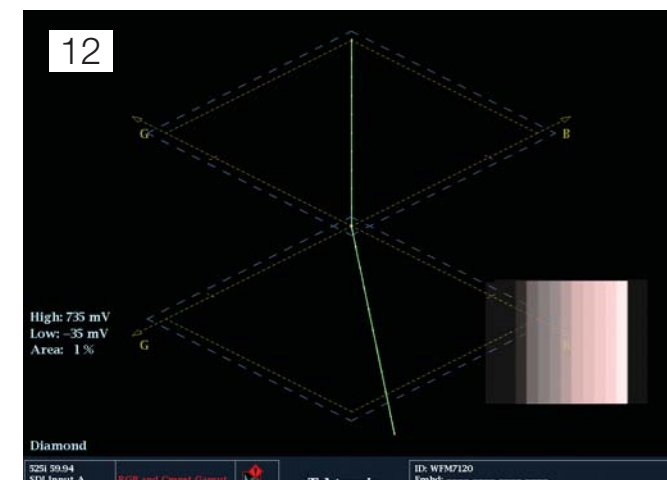 12
G B
High: 735 mV
Low: −35 mV
Area: 1 %
G
Diamond
525i 59.94
ID: WFM7120
SDI Input A
RGB and Cmpst Gamut
Tektronix